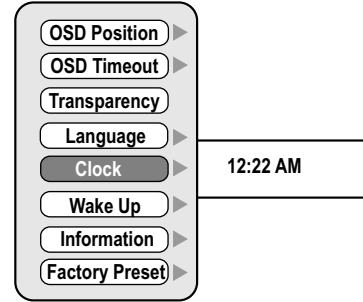 OSD Position
OSD Timeout
Transparency
Language
Clock
12:22 AM
Wake Up
Information
Factory Preset